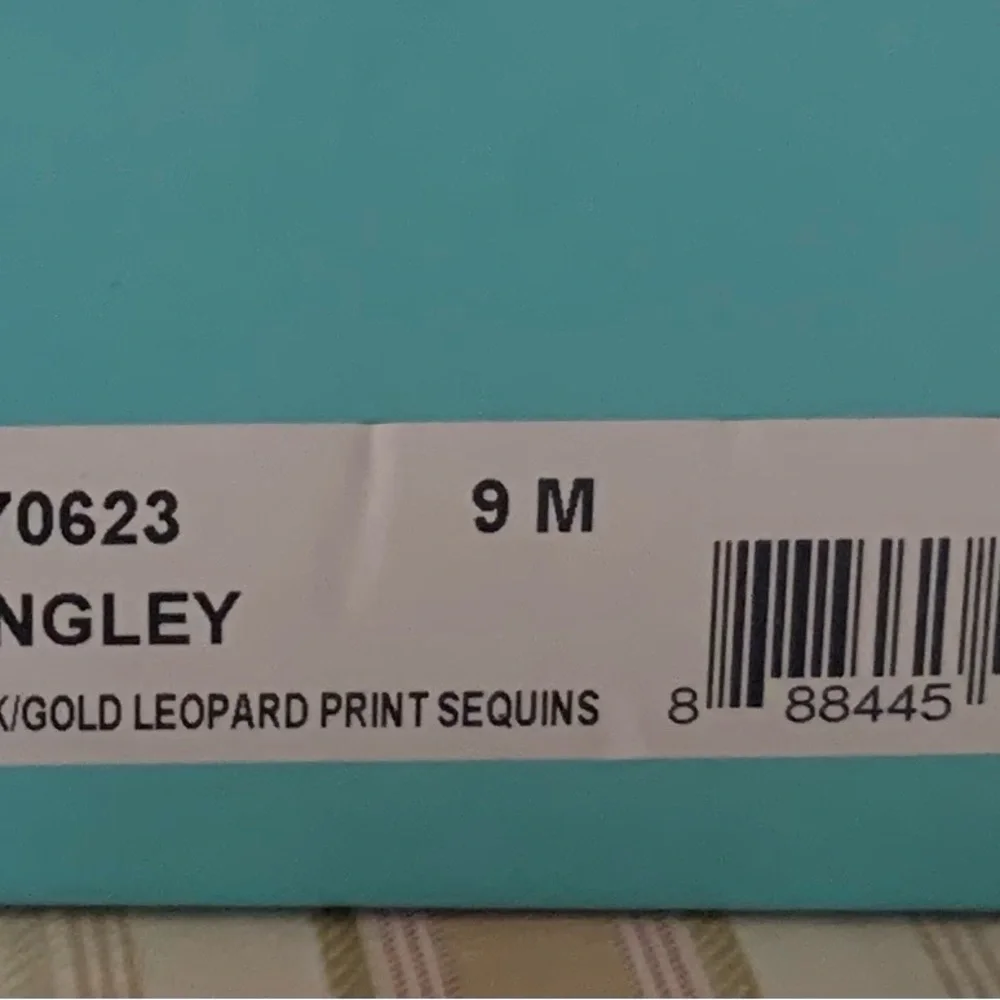 70623
9 M
NGLEY
K/GOLD LEOPARD PRINT SEQUINS
8 88445